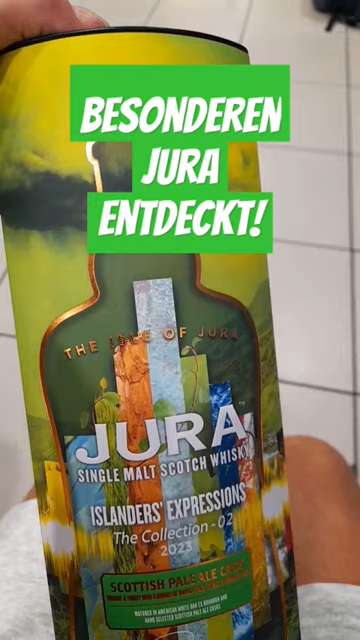 BESONDEREN
JURA
ENTDECKT!
THE ISLE OF JURA
JURA™
SINGLE MALT SCOTCH WHISKY
ISLANDERS' EXPRESSIONS
The Collection - 02
2023
SCOTTISH PALE ALE CASK
MATURED IN AMERICAN WHITE OAK EX-BOURBON AND
HAND SELECTED SCOTTISH PALE ALE CASKS